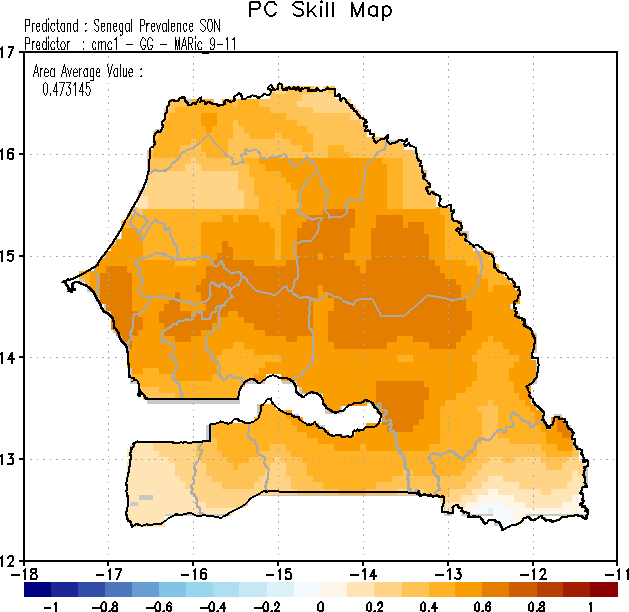 PC Skill Map
Predictand : Senegal Prevalence SON
Predictor : cmc1 - GG - MARic_9-11
Area Average Value :
0.473145
17
16
15
14
13
12
-18 -17 -16 -15 -14 -13 -12 -11
-1 -0.8 -0.6 -0.4 -0.2 0 0.2 0.4 0.6 0.8 1